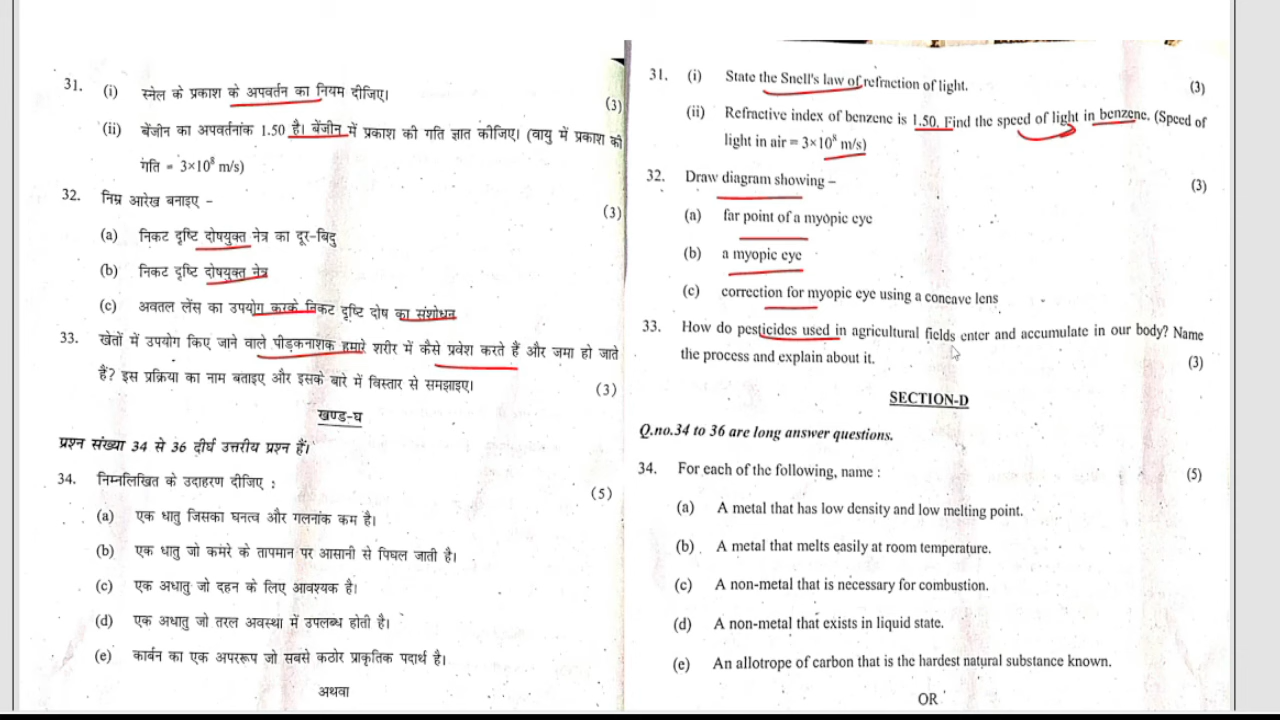 31. (i) स्नेल के प्रकाश के अपवर्तन का नियम दीजिए। (3)
(ii) बेंजीन का अपवर्तनांक 1.50 है। बेंजीन में प्रकाश की गति ज्ञात कीजिए। (वायु में प्रकाश की
गति = 3×10⁸ m/s)
32. निम्न आरेख बनाइए - (3)
(a) निकट दृष्टि दोषयुक्त नेत्र का दूर-बिंदु
(b) निकट दृष्टि दोषयुक्त नेत्र
(c) अवतल लेंस का उपयोग करके निकट दृष्टि दोष का संशोधन
33. खेतों में उपयोग किए जाने वाले पीड़कनाशक हमारे शरीर में कैसे प्रवेश करते हैं और जमा हो जाते
हैं? इस प्रक्रिया का नाम बताइए और इसके बारे में विस्तार से समझाइए। (3)
खण्ड-घ
प्रश्न संख्या 34 से 36 दीर्घ उत्तरीय प्रश्न हैं।
34. निम्नलिखित के उदाहरण दीजिए : (5)
(a) एक धातु जिसका घनत्व और गलनांक कम है।
(b) एक धातु जो कमरे के तापमान पर आसानी से पिघल जाती है।
(c) एक अधातु जो दहन के लिए आवश्यक है।
(d) एक अधातु जो तरल अवस्था में उपलब्ध होती है।
(e) कार्बन का एक अपररूप जो सबसे कठोर प्राकृतिक पदार्थ है।
अथवा
31. (i) State the Snell's law of refraction of light. (3)
(ii) Refractive index of benzene is 1.50. Find the speed of light in benzene. (Speed of
light in air = 3×10⁸ m/s)
32. Draw diagram showing – (3)
(a) far point of a myopic eye
(b) a myopic eye
(c) correction for myopic eye using a concave lens
33. How do pesticides used in agricultural fields enter and accumulate in our body? Name
the process and explain about it. (3)
SECTION-D
Q.no.34 to 36 are long answer questions.
34. For each of the following, name : (5)
(a) A metal that has low density and low melting point.
(b) A metal that melts easily at room temperature.
(c) A non-metal that is necessary for combustion.
(d) A non-metal that exists in liquid state.
(e) An allotrope of carbon that is the hardest natural substance known.
OR